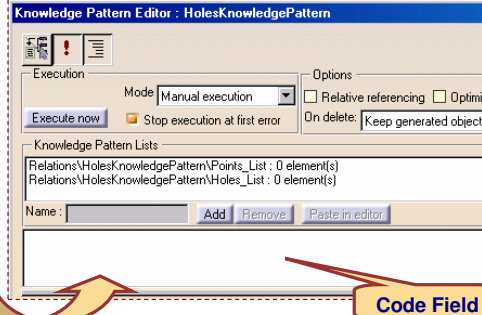 Knowledge Pattern Editor : HolesKnowledgePattern
Execution
Options
Mode Manual execution
Relative referencing Optimi
Execute now Stop execution at first error
On delete: Keep generated object
Knowledge Pattern Lists
Relations\HolesKnowledgePattern\Points_List : 0 element(s)
Relations\HolesKnowledgePattern\Holes_List : 0 element(s)
Name : Add Remove Paste in editor
Code Field